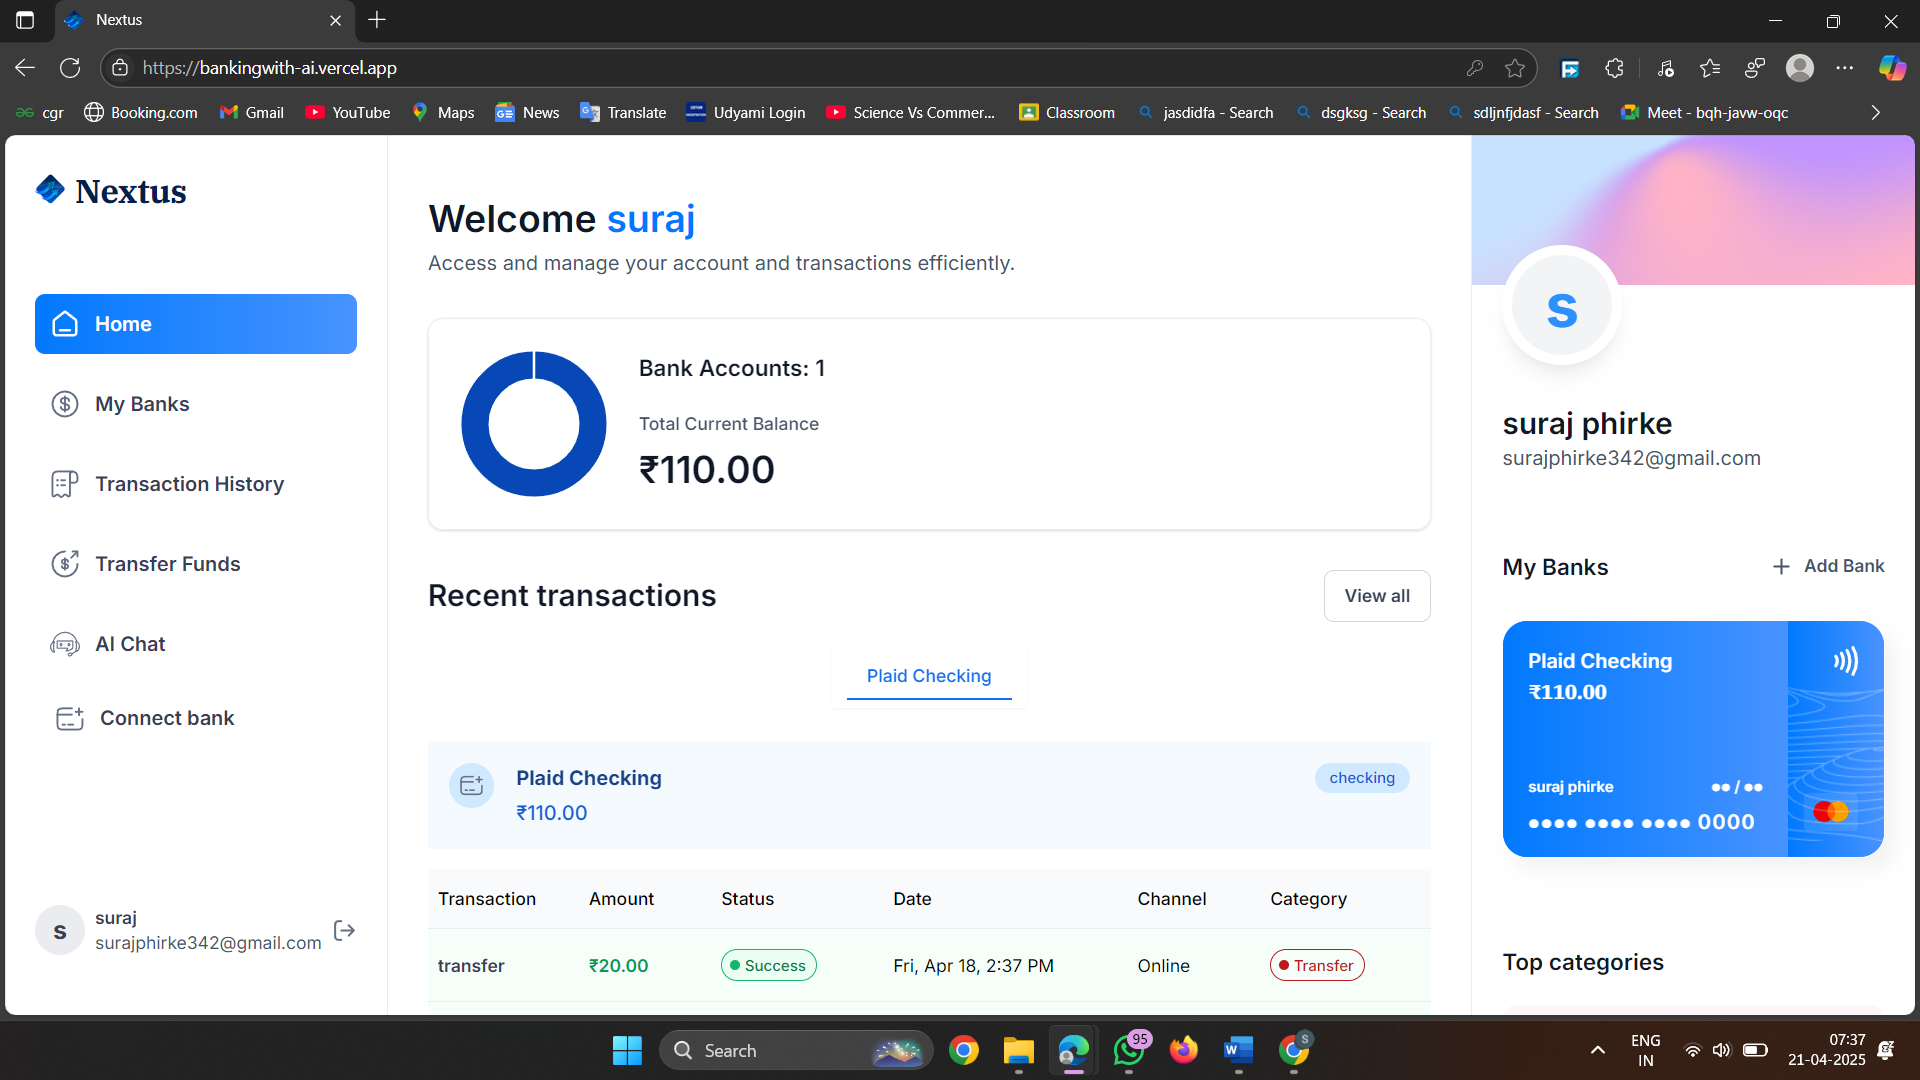 Nextus
https://bankingwith-ai.vercel.app
cgr
Booking.com
Gmail
YouTube
Maps
News
Translate
Udyami Login
Science Vs Commer...
Classroom
jasdidfa - Search
dsgksg - Search
sdljnfjdasf - Search
Meet - bqh-javw-oqc
Nextus
Home
My Banks
Transaction History
Transfer Funds
AI Chat
Connect bank
s
suraj
surajphirke342@gmail.com
Welcome suraj
Access and manage your account and transactions efficiently.
Bank Accounts: 1
Total Current Balance
₹110.00
Recent transactions
View all
Plaid Checking
Plaid Checking
₹110.00
checking
Transaction Amount Status Date Channel Category
transfer ₹20.00 Success Fri, Apr 18, 2:37 PM Online Transfer
s
suraj phirke
surajphirke342@gmail.com
My Banks
+ Add Bank
Plaid Checking
₹110.00
suraj phirke ●● / ●●
●●●● ●●●● ●●●● 0000
Top categories
Search
95
S
ENG
IN
07:37
21-04-2025